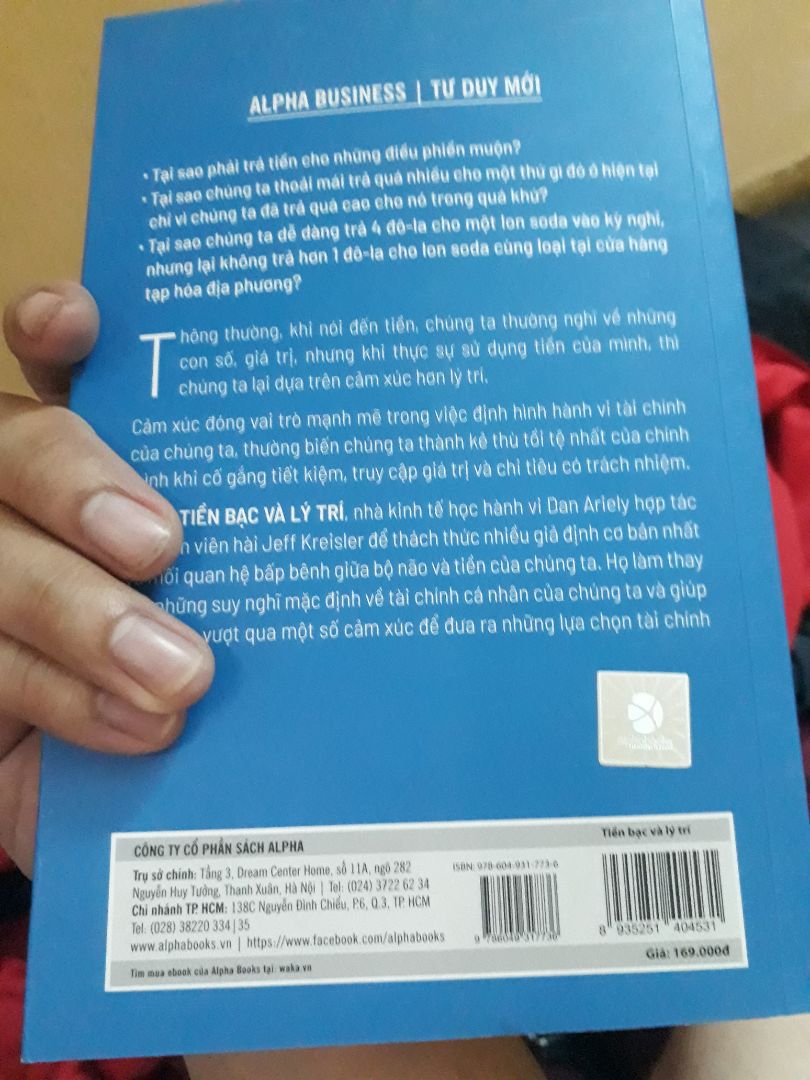 ALPHA BUSINESS | TƯ DUY MỚI
• Tại sao phải trả tiền cho những điều phiền muộn?
• Tại sao chúng ta thoải mái trả quá nhiều cho một thứ gì đó ở hiện tại
chỉ vì chúng ta đã trả quá cao cho nó trong quá khứ?
• Tại sao chúng ta dễ dàng trả 4 đô-la cho một lon soda vào kỳ nghỉ,
nhưng lại không trả hơn 1 đô-la cho lon soda cùng loại tại cửa hàng
tạp hóa địa phương?
Thông thường, khi nói đến tiền, chúng ta thường nghĩ về những
con số, giá trị, nhưng khi thực sự sử dụng tiền của mình, thì
chúng ta lại dựa trên cảm xúc hơn lý trí.
Cảm xúc đóng vai trò mạnh mẽ trong việc định hình hành vi tài chính
của chúng ta, thường biến chúng ta thành kẻ thù tồi tệ nhất của chính
khi cố gắng tiết kiệm, truy cập giá trị và chi tiêu có trách nhiệm.
TIỀN BẠC VÀ LÝ TRÍ, nhà kinh tế học hành vi Dan Ariely hợp tác
viên hài Jeff Kreisler để thách thức nhiều giả định cơ bản nhất
quan hệ bấp bênh giữa bộ não và tiền của chúng ta. Họ làm thay
những suy nghĩ mặc định về tài chính cá nhân của chúng ta và giúp
vượt qua một số cảm xúc để đưa ra những lựa chọn tài chính
CÔNG TY CỔ PHẦN SÁCH ALPHA
Trụ sở chính: Tầng 3, Dream Center Home, số 11A, ngõ 282
Nguyễn Huy Tưởng, Thanh Xuân, Hà Nội | Tel: (024) 3722 62 34
Chi nhánh TP. HCM: 138C Nguyễn Đình Chiểu, P.6, Q.3, TP. HCM
Tel: (028) 38220 334 | 35
www.alphabooks.vn | https://www.facebook.com/alphabooks
Tìm mua ebook của Alpha Books tại: waka.vn
ISBN: 978-604-931-773-6
9 786049 317736
Tiền bạc và lý trí
8 935251 404531
Giá: 169.000đ